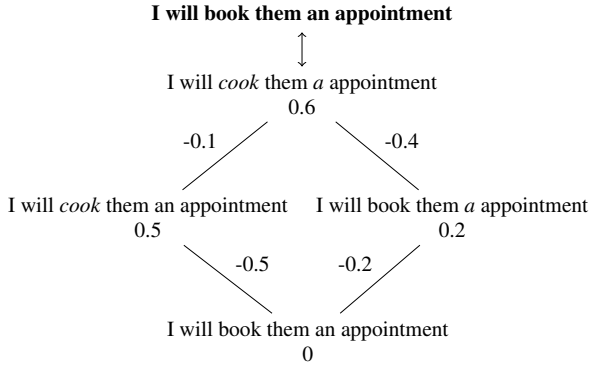 I will book them an appointment
I will cook them a appointment
0.6
-0.1 -0.4
I will cook them an appointment I will book them a appointment
0.5 0.2
-0.5 -0.2
I will book them an appointment
0